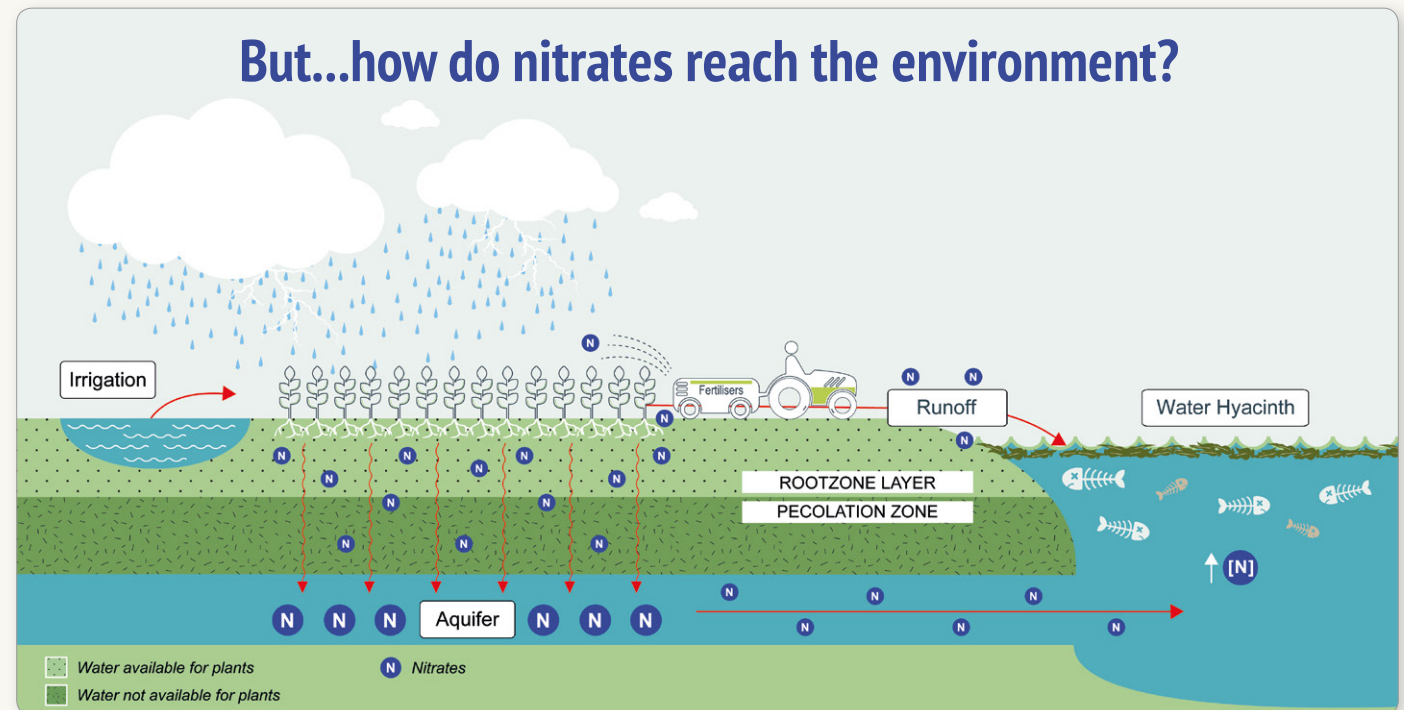 But...how do nitrates reach the environment?
Irrigation
N
Fertilisers
N
N
Runoff
Water Hyacinth
N
N
N
N
N
N
N
N
N
N
N
N
ROOTZONE LAYER
PECOLATION ZONE
N
N
N
[N]
N
N
N
N
N
N
Aquifer
N
N
N
N
N
N
Water available for plants
N Nitrates
Water not available for plants